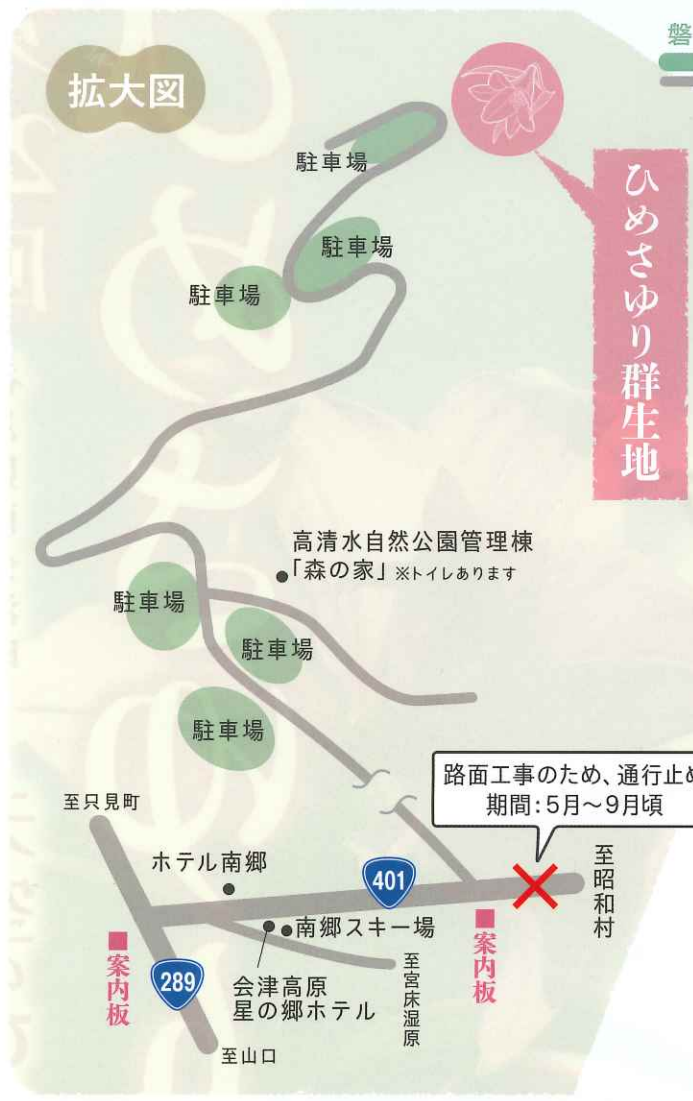 磐
拡大図
駐車場
駐車場
駐車場
ひめさゆり群生地
高清水自然公園管理棟
「森の家」※トイレあります
駐車場
駐車場
駐車場
路面工事のため、通行止め
期間:5月~9月頃
至只見町
ホテル南郷
401
至昭和村
南郷スキー場
■案内板
■案内板
289
会津高原
星の郷ホテル
至宮床湿原
至山口